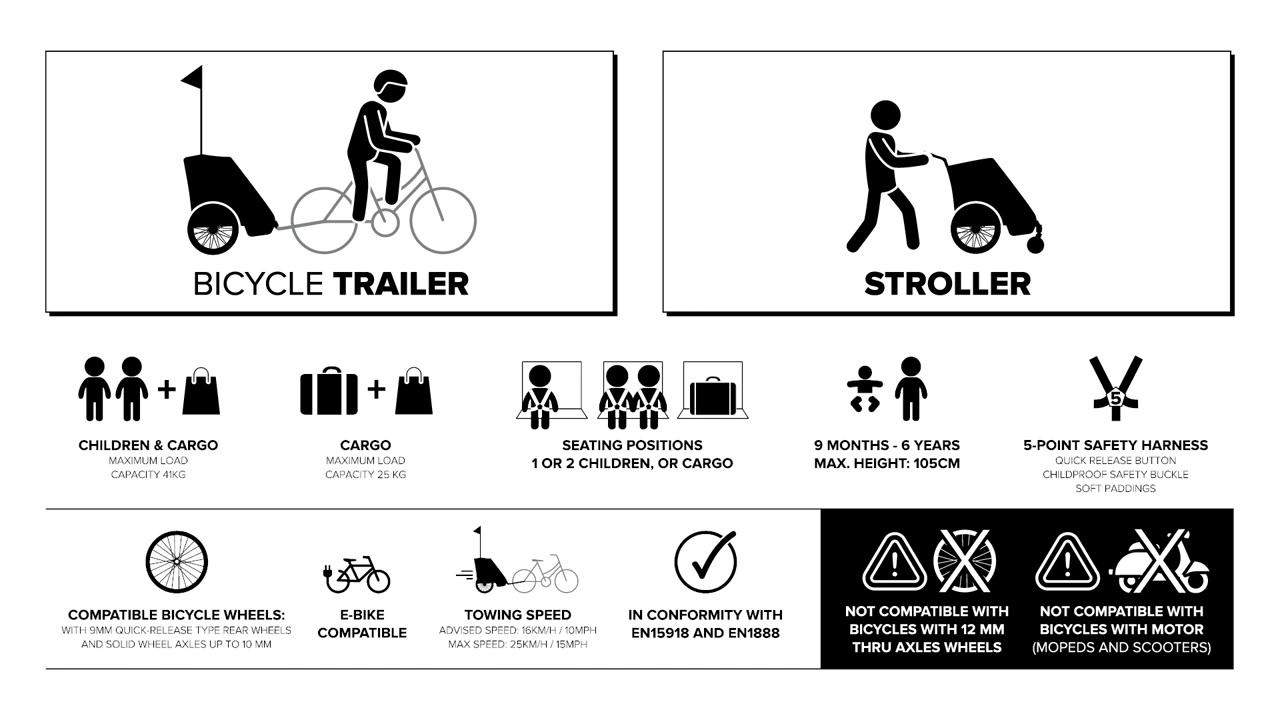 BICYCLE TRAILER
STROLLER
CHILDREN & CARGO
MAXIMUM LOAD
CAPACITY 41KG
CARGO
MAXIMUM LOAD
CAPACITY 25 KG
SEATING POSITIONS
1 OR 2 CHILDREN, OR CARGO
9 MONTHS - 6 YEARS
MAX. HEIGHT: 105CM
5
5-POINT SAFETY HARNESS
QUICK RELEASE BUTTON
CHILDPROOF SAFETY BUCKLE
SOFT PADDINGS
COMPATIBLE BICYCLE WHEELS:
WITH 9MM QUICK-RELEASE TYPE REAR WHEELS
AND SOLID WHEEL AXLES UP TO 10 MM
E-BIKE
COMPATIBLE
TOWING SPEED
ADVISED SPEED: 16KM/H / 10MPH
MAX SPEED: 25KM/H / 15MPH
IN CONFORMITY WITH
EN15918 AND EN1888
NOT COMPATIBLE WITH
BICYCLES WITH 12 MM
THRU AXLES WHEELS
NOT COMPATIBLE WITH
BICYCLES WITH MOTOR
(MOPEDS AND SCOOTERS)